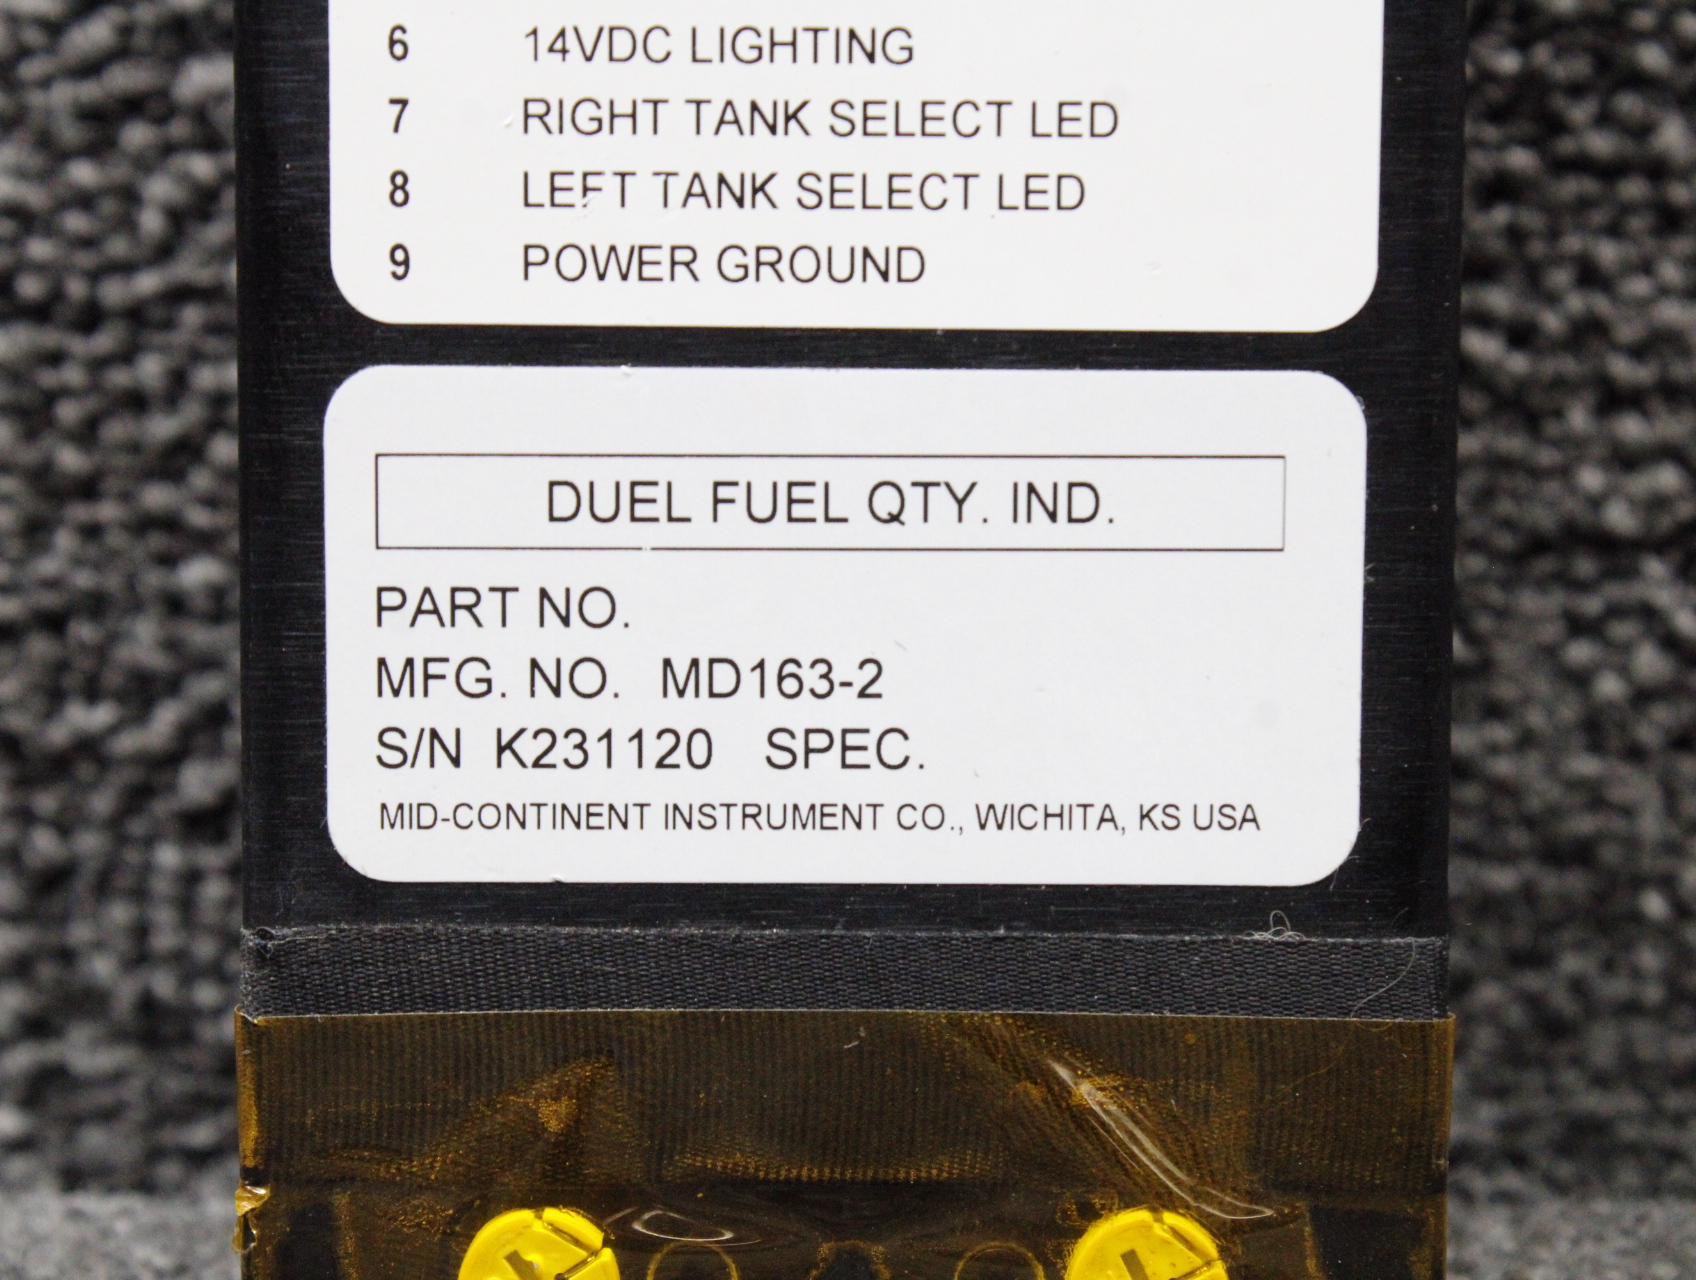 6 14VDC LIGHTING
7 RIGHT TANK SELECT LED
8 LEFT TANK SELECT LED
9 POWER GROUND
DUEL FUEL QTY. IND.
PART NO.
MFG. NO. MD163-2
S/N K231120 SPEC.
MID-CONTINENT INSTRUMENT CO., WICHITA, KS USA